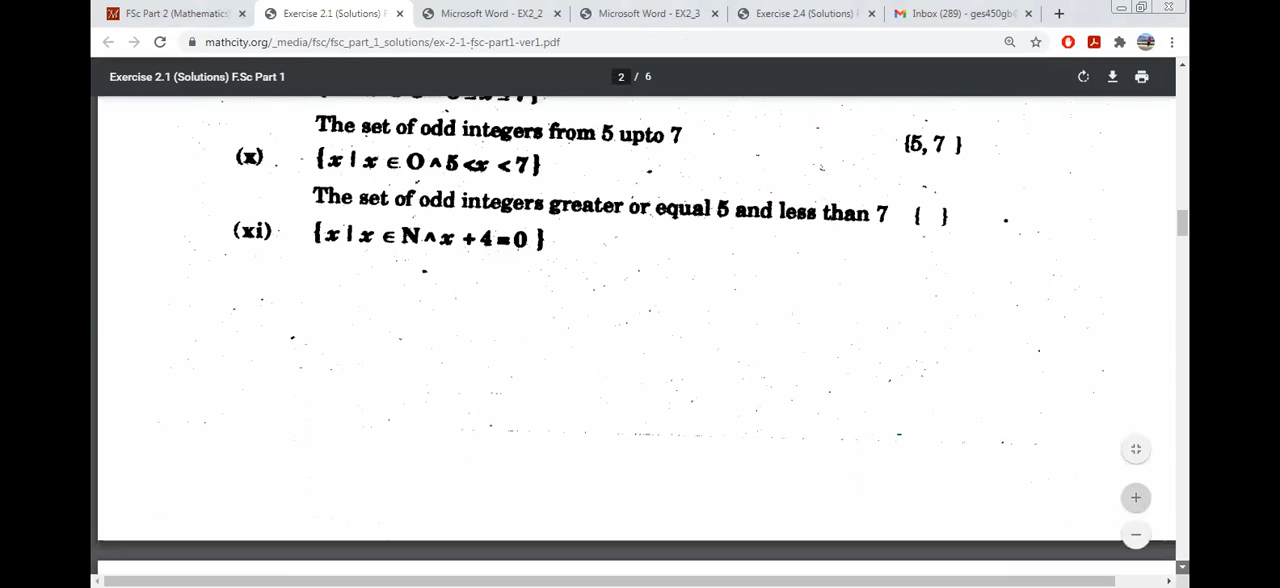 FSc Part 2 (Mathematics)
Exercise 2.1 (Solutions) F
Microsoft Word - EX2_2
Microsoft Word - EX2_3
Exercise 2.4 (Solutions)
Inbox (289) - ges450gb
mathcity.org/_media/fsc/fsc_part_1_solutions/ex-2-1-fsc-part1-ver1.pdf
Exercise 2.1 (Solutions) F.Sc Part 1
2 / 6
The set of odd integers from 5 upto 7 {5, 7 }
(x) {x | x ∈ O ∧ 5 < x < 7}
The set of odd integers greater or equal 5 and less than 7 { }
(xi) {x | x ∈ N ∧ x + 4 = 0 }